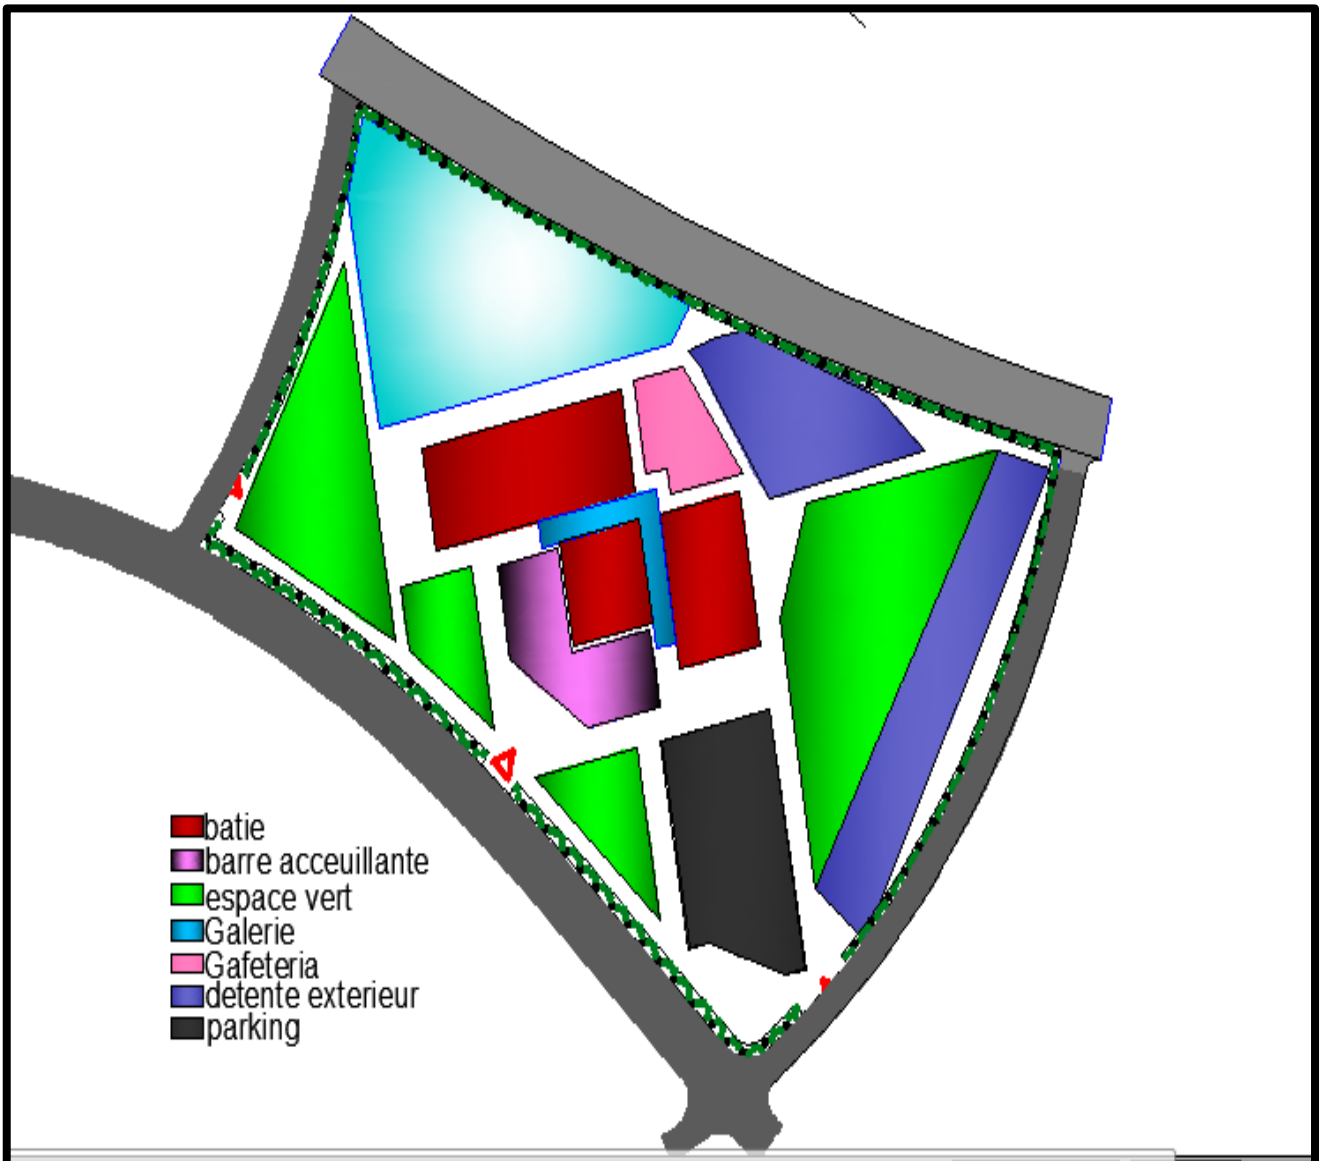 batie
barre acceuillante
espace vert
Galerie
Gafeteria
detente exterieur
parking